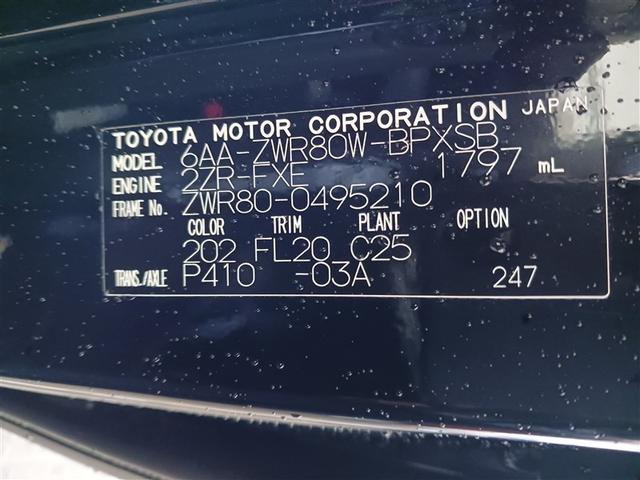 TOYOTA MOTOR CORPORATION JAPAN
MODEL 6AA-ZWR80W-BPXSB
ENGINE 2ZR-FXE 1797 mL
FRAME No. ZWR80-0495210
COLOR TRIM PLANT OPTION
202 FL20 C25
TRANS./AXLE P410 -03A 247